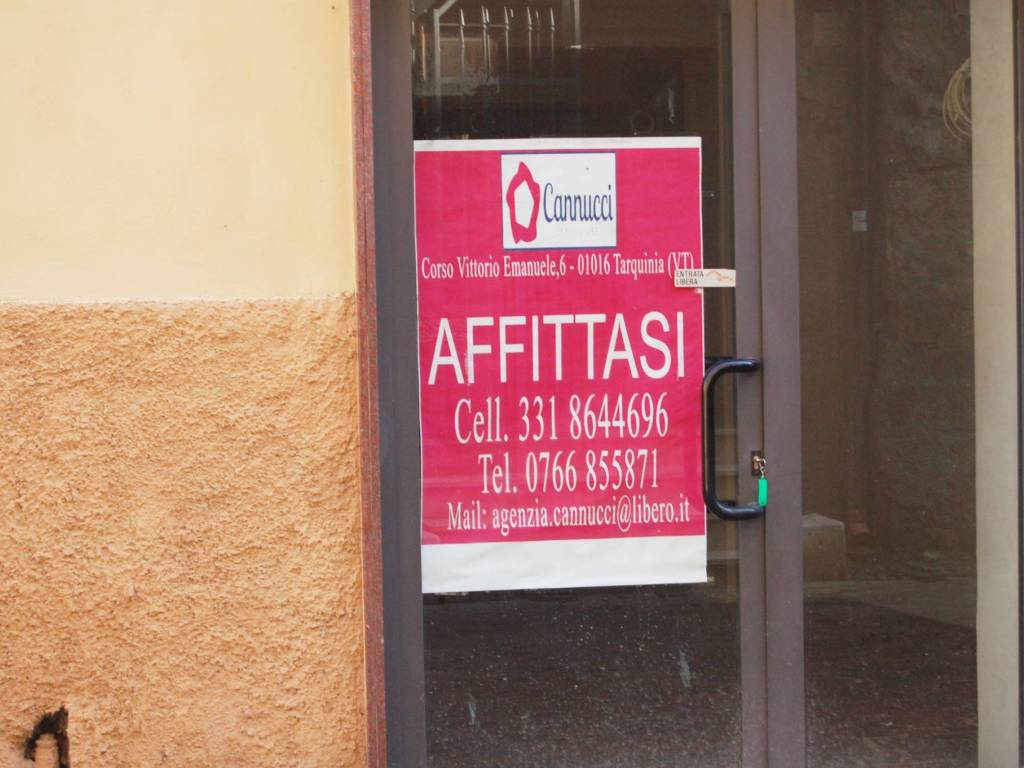 Cannucci
Corso Vittorio Emanuele,6 - 01016 Tarquinia (VT)
ENTRATA
LIBERA
AFFITTASI
Cell. 331 8644696
Tel. 0766 855871
Mail: agenzia.cannucci@libero.it